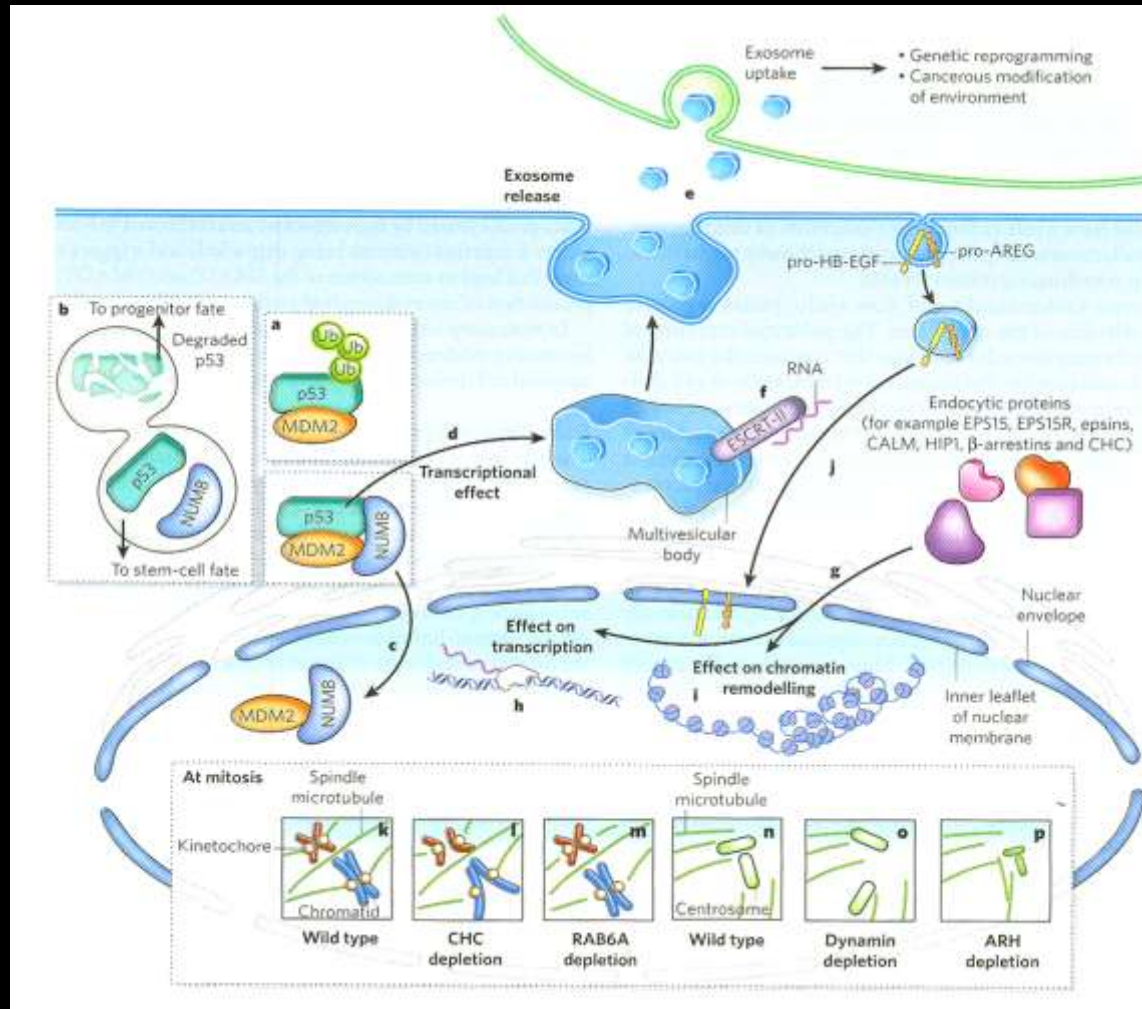 Exosome
uptake
• Genetic reprogramming
• Cancerous modification
of environment
Exosome
release
e
pro-HB-EGF
pro-AREG
b
To progenitor fate
Degraded
p53
p53
NUMB
To stem-cell fate
a
Ub
Ub
Ub
p53
MDM2
p53
MDM2
NUMB
d
Transcriptional
effect
f
RNA
ESCRT-II
Multivesicular
body
j
Endocytic proteins
(for example EPS15, EPS15R, epsins,
CALM, HIP1, β-arrestins and CHC)
g
Nuclear
envelope
Inner leaflet
of nuclear
membrane
c
MDM2
NUMB
Effect on
transcription
h
Effect on chromatin
remodelling
i
At mitosis
Spindle
microtubule
Kinetochore
k
Chromatid
Wild type
l
CHC
depletion
m
RAB6A
depletion
Spindle
microtubule
n
Centrosome
Wild type
o
Dynamin
depletion
p
ARH
depletion